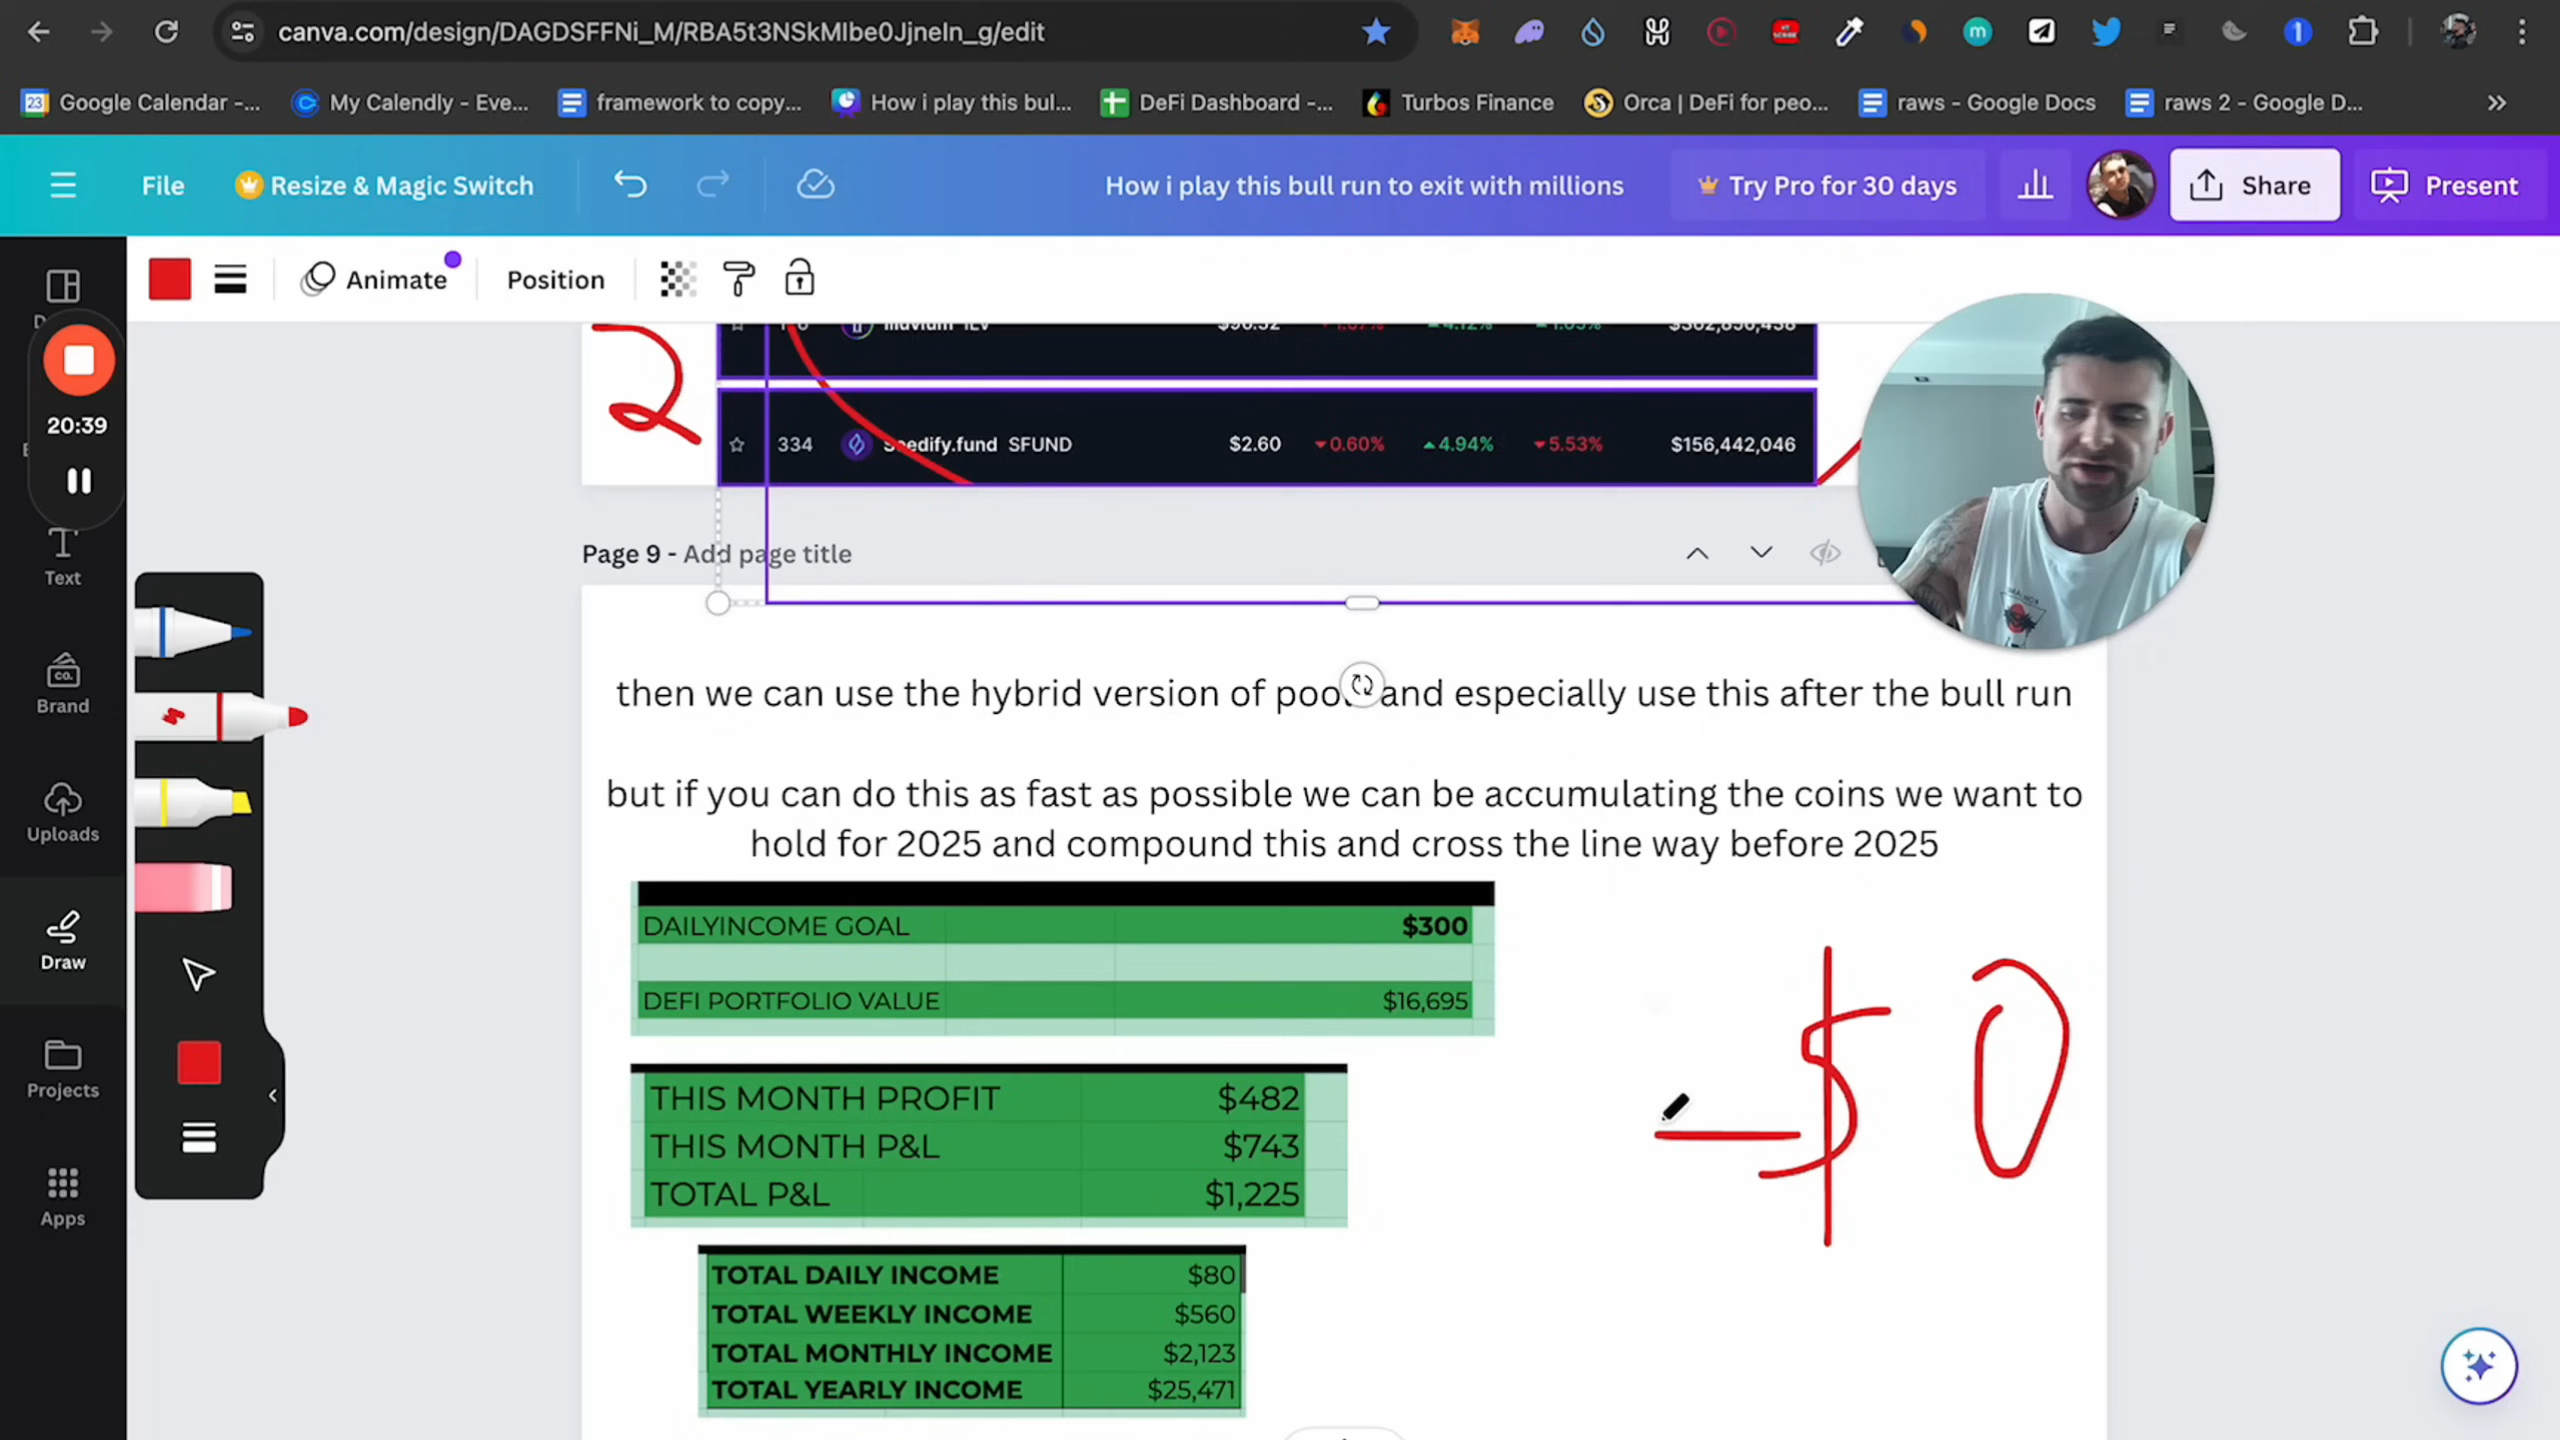 canva.com/design/DAGDSFFNi_M/RBA5t3NSkMIbe0JjneIn_g/edit
Google Calendar -...
My Calendly - Eve...
framework to copy...
How i play this bul...
DeFi Dashboard -...
Turbos Finance
Orca | DeFi for peo...
raws - Google Docs
raws 2 - Google D...
File
Resize & Magic Switch
How i play this bull run to exit with millions
Try Pro for 30 days
Share
Present
Animate
Position
20:39
Text
Brand
Uploads
Draw
Projects
Apps
2
334 Seedify.fund SFUND $2.60 0.60% 4.94% 5.53% $156,442,046
Page 9 - Add page title
then we can use the hybrid version of and especially use this after the bull run
but if you can do this as fast as possible we can be accumulating the coins we want to
hold for 2025 and compound this and cross the line way before 2025
DAILYINCOME GOAL $300
DEFI PORTFOLIO VALUE $16,695
THIS MONTH PROFIT $482
THIS MONTH P&L $743
TOTAL P&L $1,225
TOTAL DAILY INCOME $80
TOTAL WEEKLY INCOME $560
TOTAL MONTHLY INCOME $2,123
TOTAL YEARLY INCOME $25,471
$0